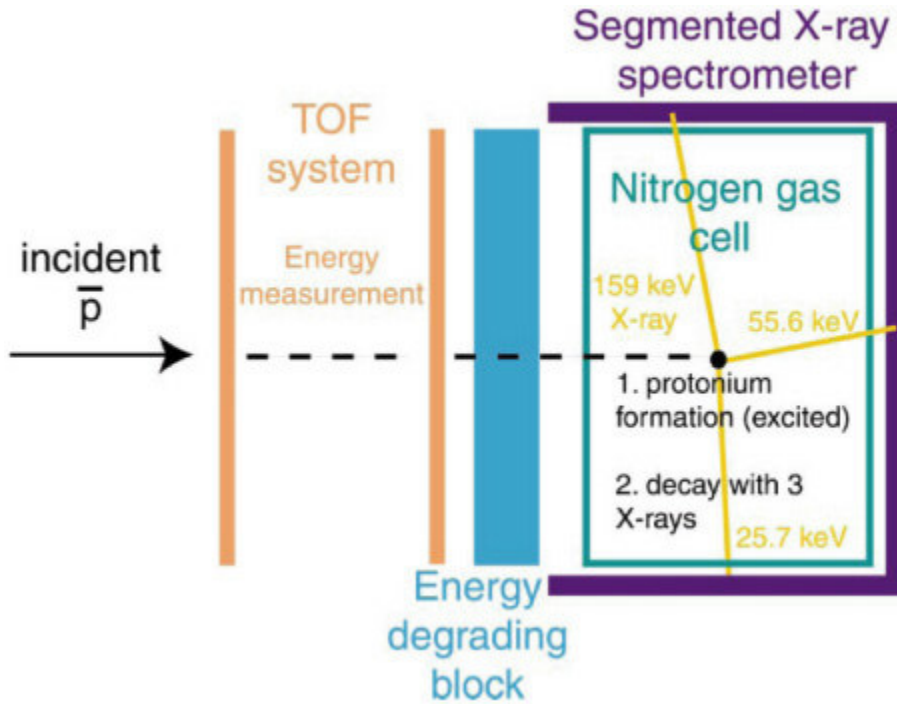 Segmented X-ray
spectrometer
TOF
system
Nitrogen gas
cell
incident
p̅
Energy
measurement
159 keV
X-ray
55.6 keV
1. protonium
formation (excited)
2. decay with 3
X-rays
25.7 keV
Energy
degrading
block